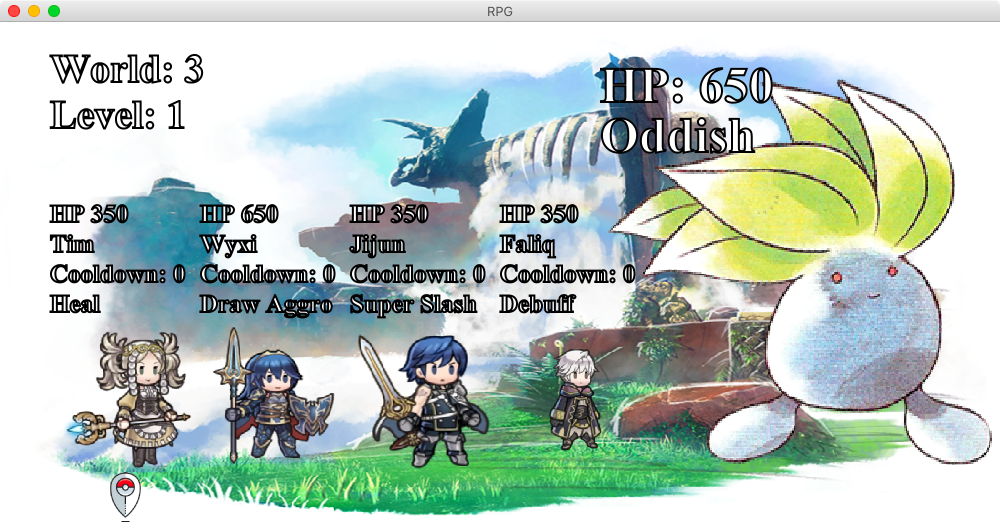 RPG
World: 3
Level: 1
HP: 650
Oddish
HP 350
Tim
Cooldown: 0
Heal
HP 650
Wyxi
Cooldown: 0
Draw Aggro
HP 350
Jijun
Cooldown: 0
Super Slash
HP 350
Faliq
Cooldown: 0
Debuff